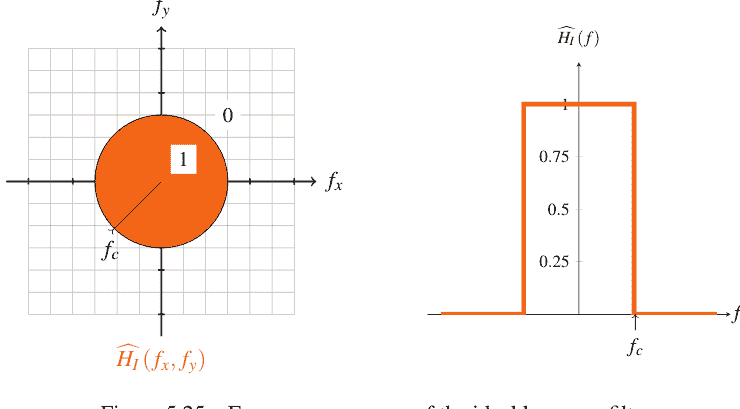 f_y
0
1
f_x
f_c
\widehat{H_I}(f_x, f_y)
\widehat{H_I}(f)
1
0.75
0.5
0.25
f
f_c